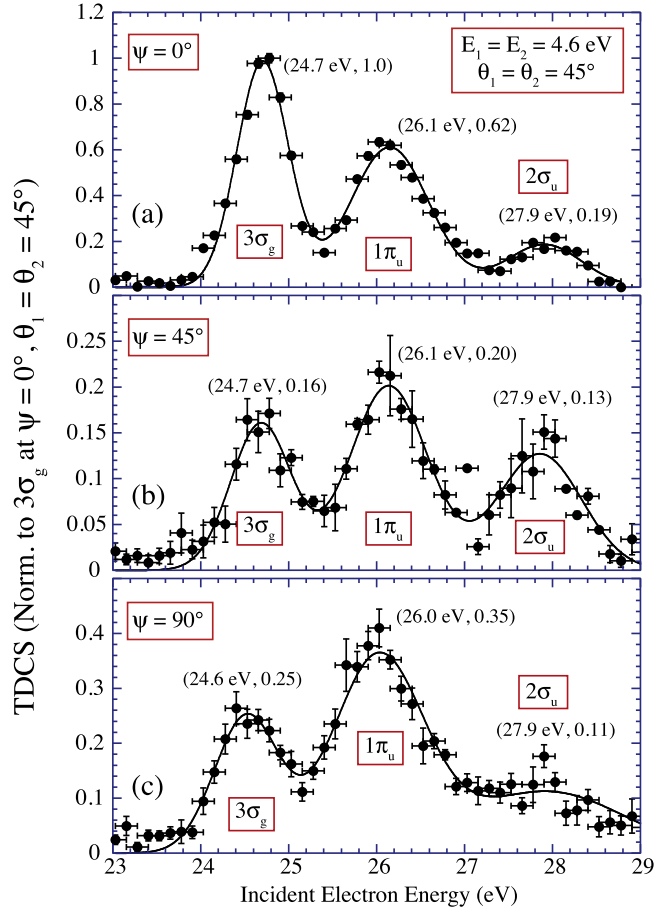 TDCS (Norm. to 3σg at ψ = 0°, θ1 = θ2 = 45°
1.2
1
0.8
0.6
0.4
0.2
0
ψ = 0°
E1 = E2 = 4.6 eV
θ1 = θ2 = 45°
(24.7 eV, 1.0)
(26.1 eV, 0.62)
2σu
(27.9 eV, 0.19)
(a)
3σg
1πu
0.25
0.2
0.15
0.1
0.05
0
ψ = 45°
(26.1 eV, 0.20)
(24.7 eV, 0.16)
(27.9 eV, 0.13)
(b)
3σg
1πu
2σu
0.4
0.3
0.2
0.1
0
ψ = 90°
(26.0 eV, 0.35)
(24.6 eV, 0.25)
2σu
(27.9 eV, 0.11)
1πu
(c)
3σg
23 24 25 26 27 28 29
Incident Electron Energy (eV)